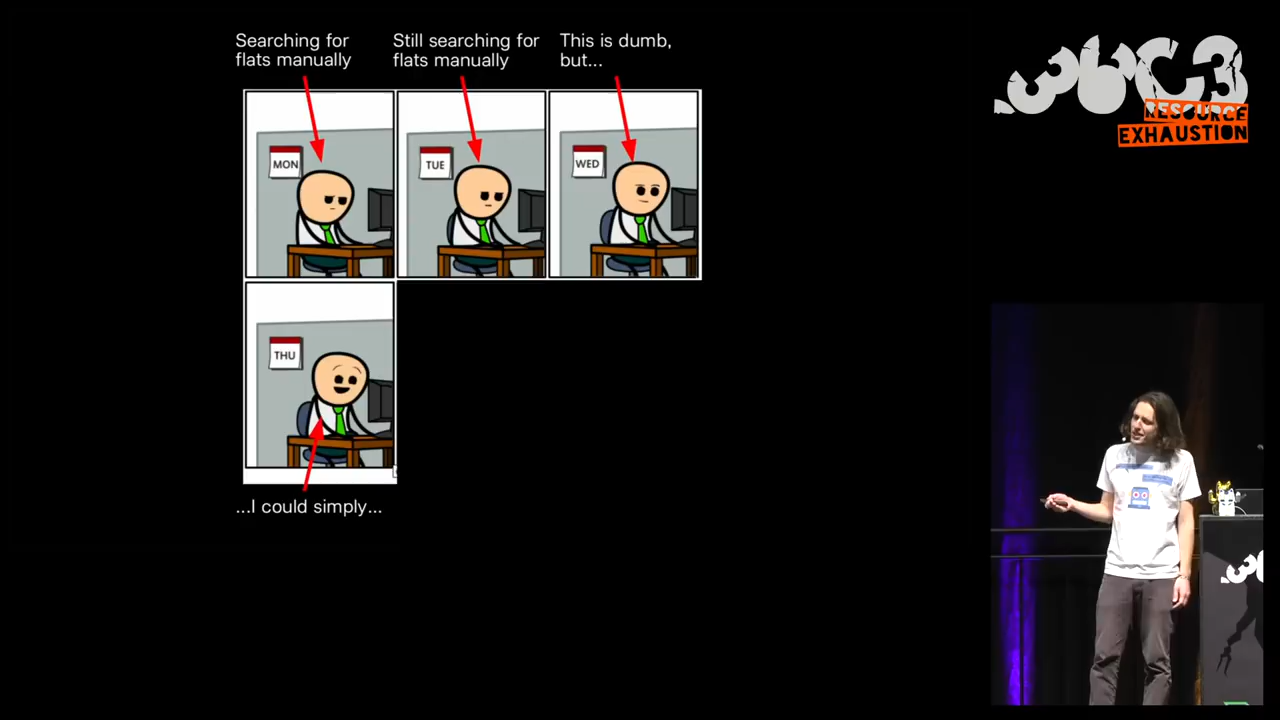 Searching for
flats manually
Still searching for
flats manually
This is dumb,
but...
MON
TUE
WED
THU
...I could simply...
36C3
RESOURCE
EXHAUSTION